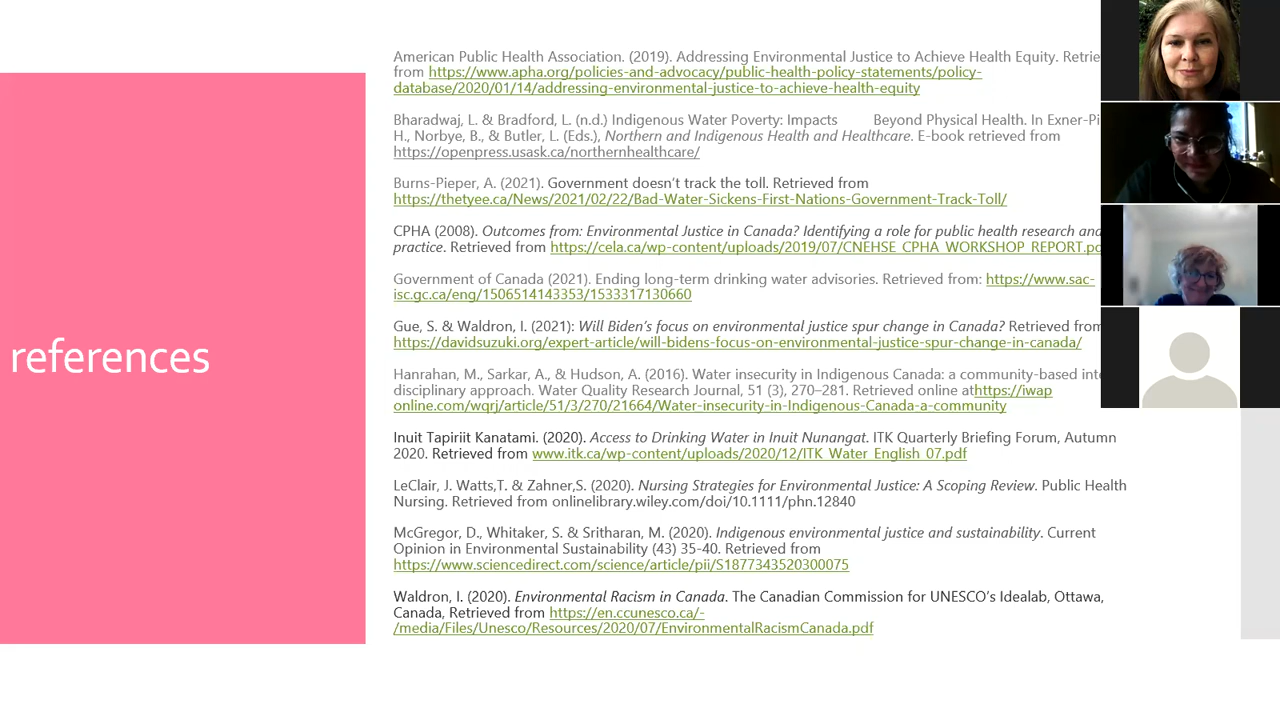 references
American Public Health Association. (2019). Addressing Environmental Justice to Achieve Health Equity. Retrie
from https://www.apha.org/policies-and-advocacy/public-health-policy-statements/policy-
database/2020/01/14/addressing-environmental-justice-to-achieve-health-equity
Bharadwaj, L. & Bradford, L. (n.d.) Indigenous Water Poverty: Impacts Beyond Physical Health. In Exner-Pi
H., Norbye, B., & Butler, L. (Eds.), Northern and Indigenous Health and Healthcare. E-book retrieved from
https://openpress.usask.ca/northernhealthcare/
Burns-Pieper, A. (2021). Government doesn't track the toll. Retrieved from
https://thetyee.ca/News/2021/02/22/Bad-Water-Sickens-First-Nations-Government-Track-Toll/
CPHA (2008). Outcomes from: Environmental Justice in Canada? Identifying a role for public health research and
practice. Retrieved from https://cela.ca/wp-content/uploads/2019/07/CNEHSE_CPHA_WORKSHOP_REPORT.pd
Government of Canada (2021). Ending long-term drinking water advisories. Retrieved from: https://www.sac-
isc.gc.ca/eng/1506514143353/1533317130660
Gue, S. & Waldron, I. (2021): Will Biden's focus on environmental justice spur change in Canada? Retrieved from
https://davidsuzuki.org/expert-article/will-bidens-focus-on-environmental-justice-spur-change-in-canada/
Hanrahan, M., Sarkar, A., & Hudson, A. (2016). Water insecurity in Indigenous Canada: a community-based inte
disciplinary approach. Water Quality Research Journal, 51 (3), 270–281. Retrieved online athttps://iwap
online.com/wqrj/article/51/3/270/21664/Water-insecurity-in-Indigenous-Canada-a-community
Inuit Tapiriit Kanatami. (2020). Access to Drinking Water in Inuit Nunangat. ITK Quarterly Briefing Forum, Autumn
2020. Retrieved from www.itk.ca/wp-content/uploads/2020/12/ITK_Water_English_07.pdf
LeClair, J. Watts,T. & Zahner,S. (2020). Nursing Strategies for Environmental Justice: A Scoping Review. Public Health
Nursing. Retrieved from onlinelibrary.wiley.com/doi/10.1111/phn.12840
McGregor, D., Whitaker, S. & Sritharan, M. (2020). Indigenous environmental justice and sustainability. Current
Opinion in Environmental Sustainability (43) 35-40. Retrieved from
https://www.sciencedirect.com/science/article/pii/S1877343520300075
Waldron, I. (2020). Environmental Racism in Canada. The Canadian Commission for UNESCO's Idealab, Ottawa,
Canada, Retrieved from https://en.ccunesco.ca/-
/media/Files/Unesco/Resources/2020/07/EnvironmentalRacismCanada.pdf